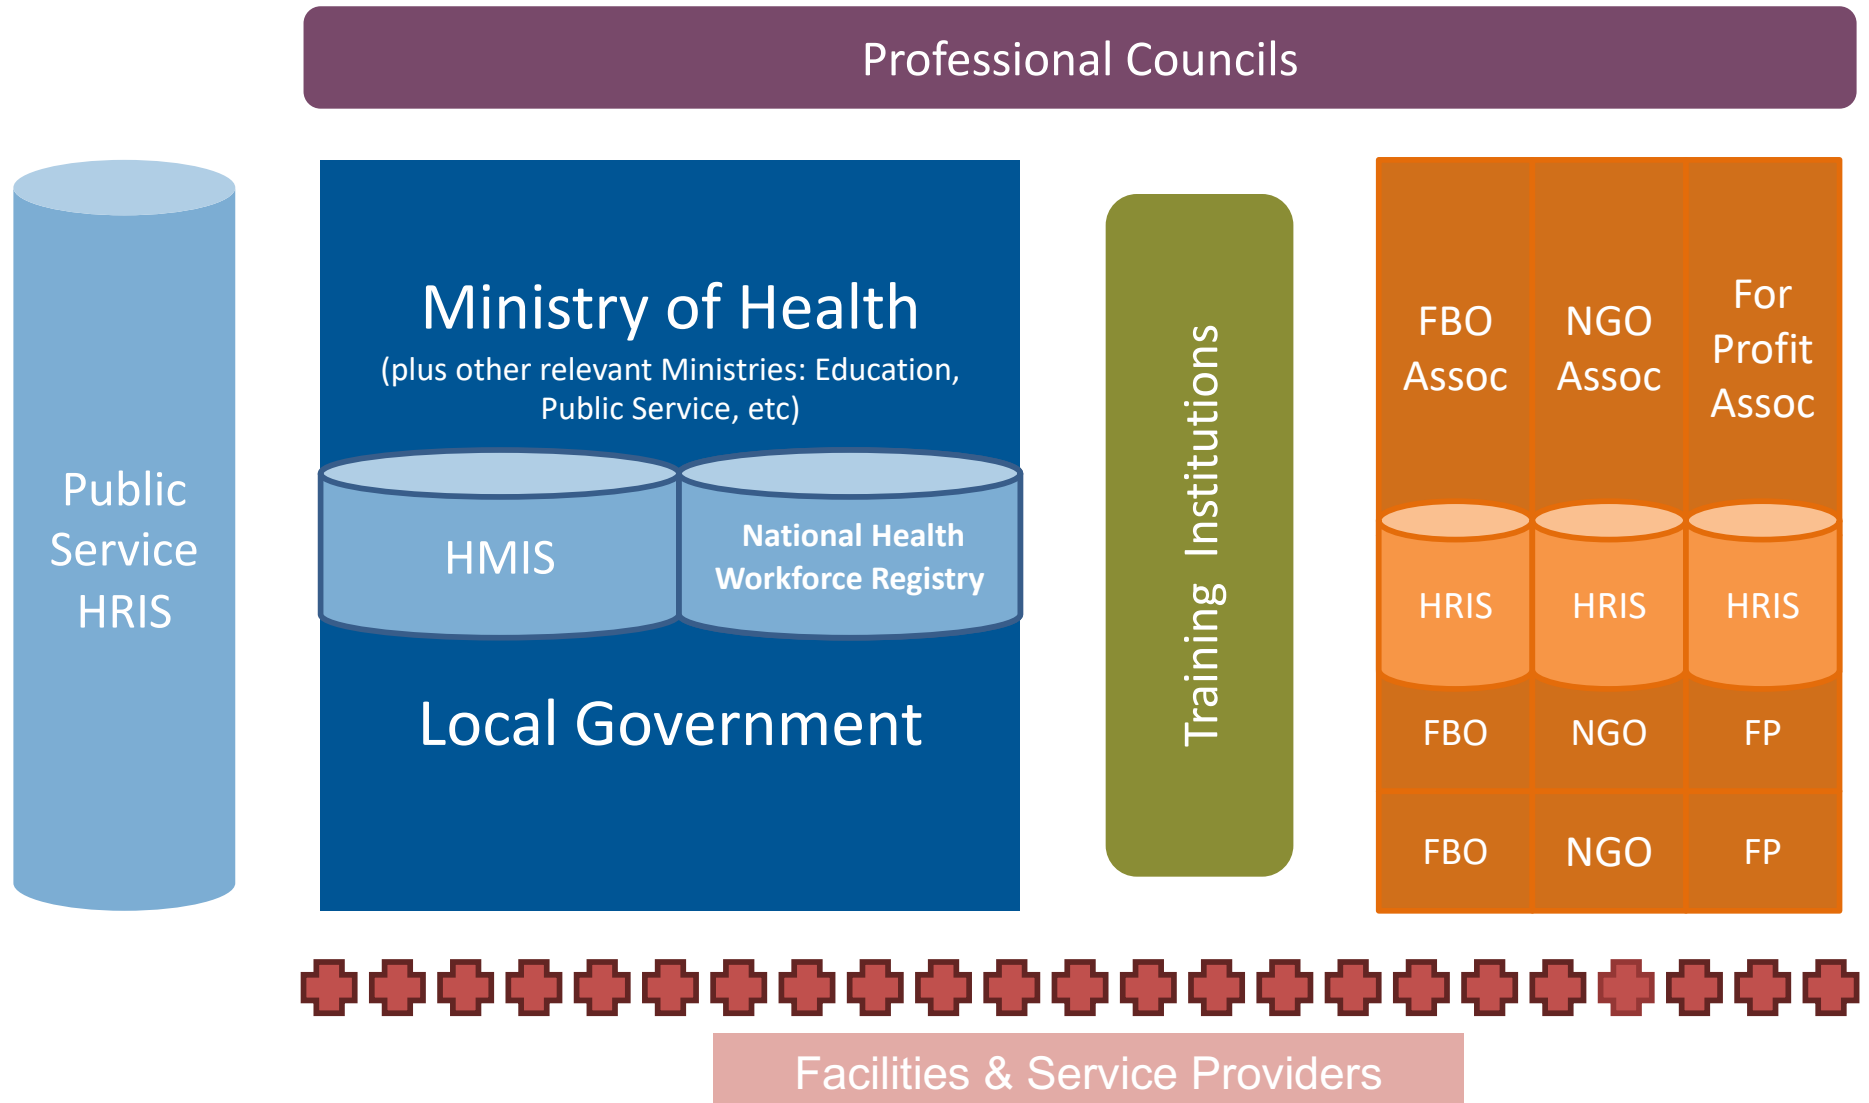 Professional Councils
Public
Service
HRIS
Ministry of Health
(plus other relevant Ministries: Education,
Public Service, etc)
HMIS
National Health
Workforce Registry
Local Government
Training Institutions
FBO
Assoc
NGO
Assoc
For
Profit
Assoc
HRIS
HRIS
HRIS
FBO
NGO
FP
FBO
NGO
FP
Facilities & Service Providers